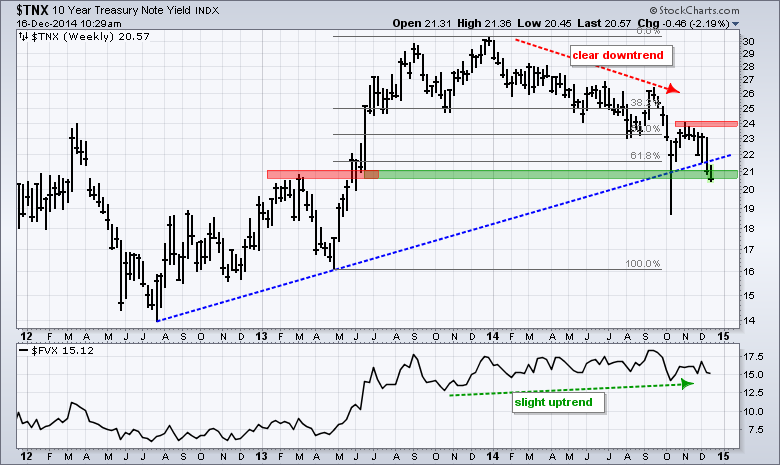 $TNX 10 Year Treasury Note Yield INDX
© StockCharts.com
16-Dec-2014 10:29am
Open 21.31 High 21.36 Low 20.45 Last 20.57 Chg -0.46 (-2.19%)
$TNX (Weekly) 20.57
0.0%
clear downtrend
38.2%
50.0%
61.8%
100.0%
30
29
28
27
26
25
24
23
22
21
20
19
18
17
16
15
14
12 F M A M J J A S O N D 13 F M A M J J A S O N D 14 F M A M J J A S O N D 15
$FVX 15.12
slight uptrend
17.5
15.0
12.5
10.0
7.5
12 F M A M J J A S O N D 13 F M A M J J A S O N D 14 F M A M J J A S O N D 15